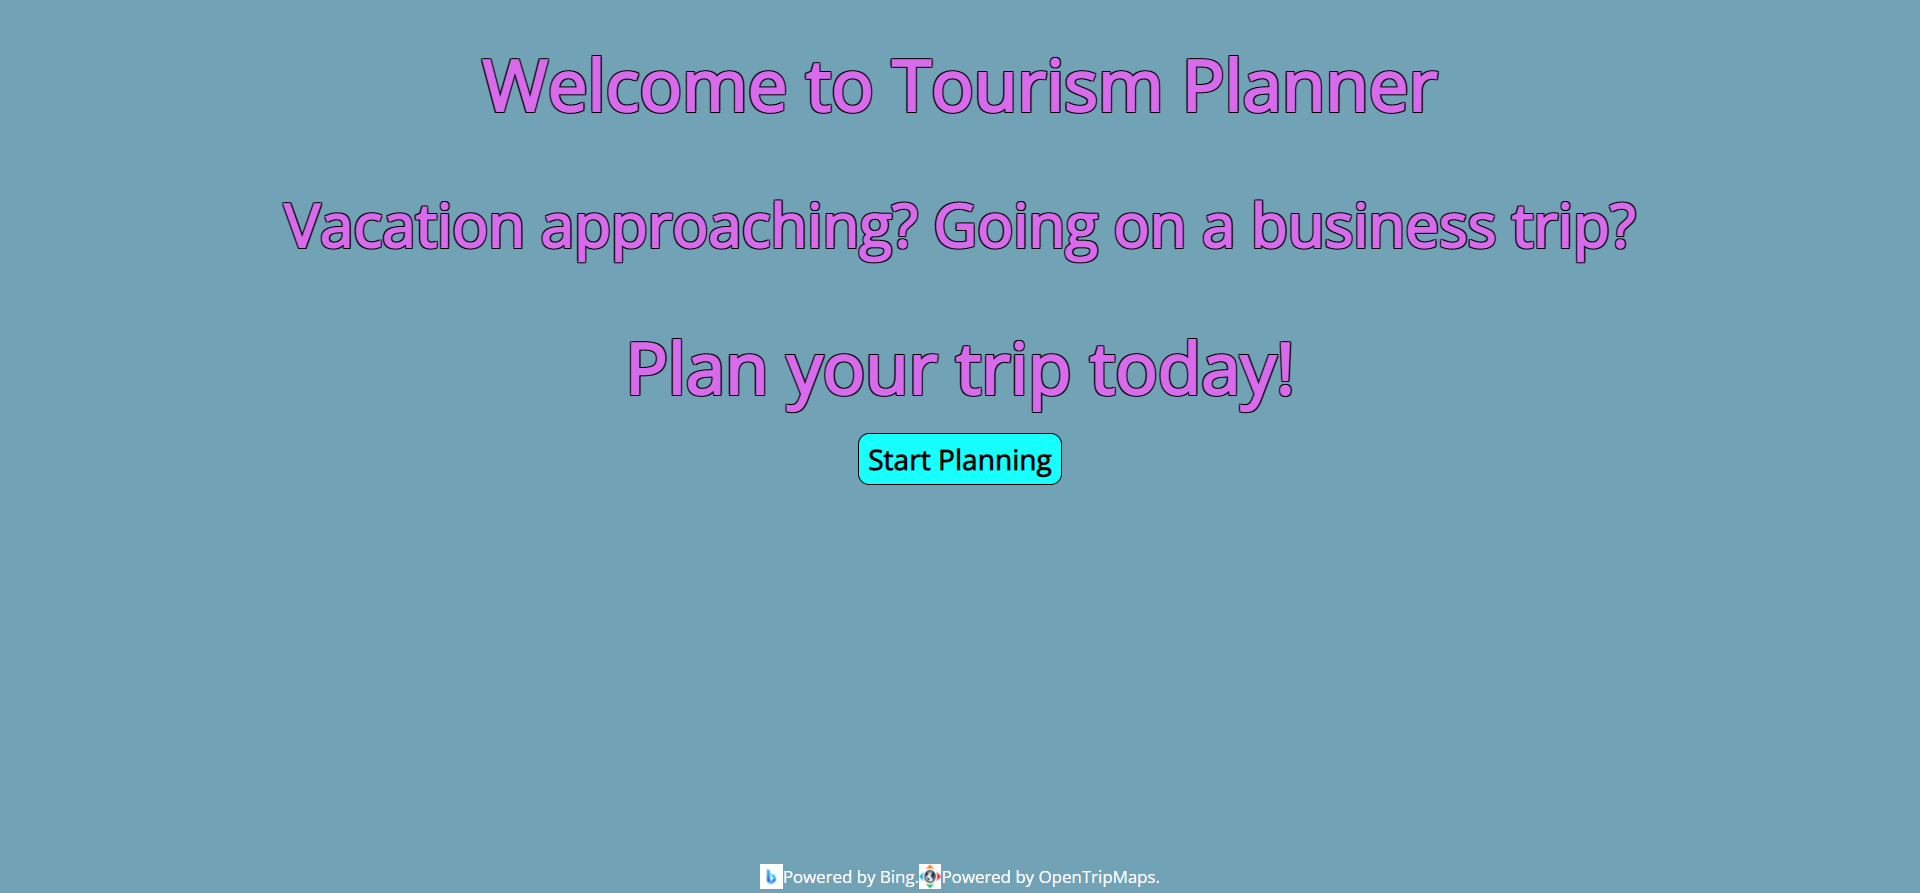 Welcome to Tourism Planner
Vacation approaching? Going on a business trip?
Plan your trip today!
Start Planning
Powered by Bing. Powered by OpenTripMaps.